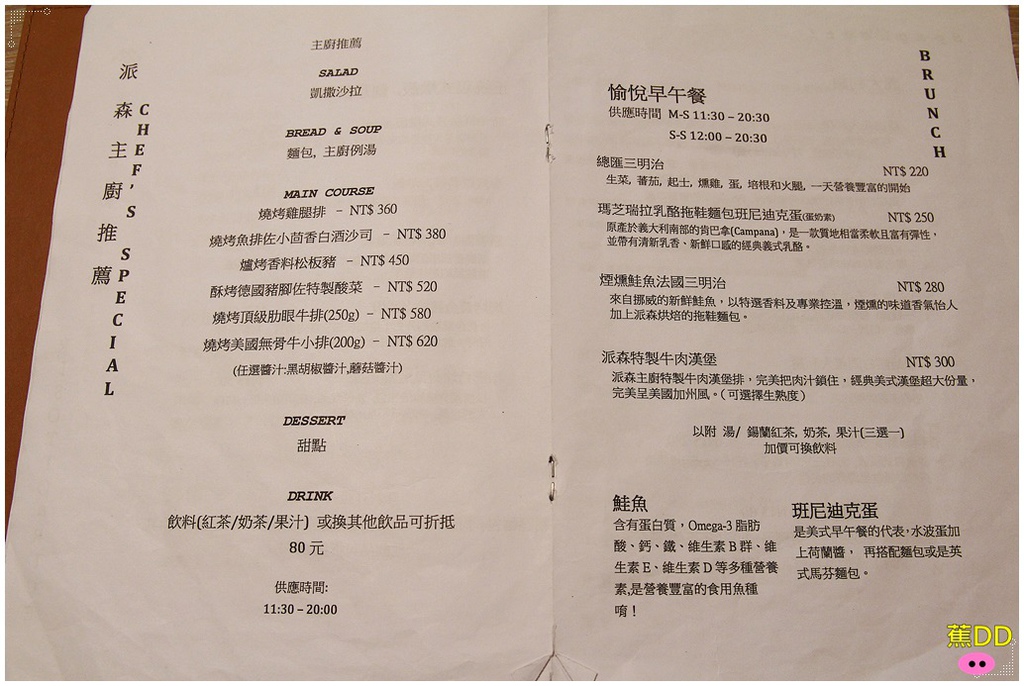 派森主廚推薦
CHEF'S SPECIAL
主廚推薦
SALAD
凱撒沙拉
BREAD & SOUP
麵包, 主廚例湯
MAIN COURSE
燒烤雞腿排 – NT$ 360
燒烤魚排佐小茴香白酒沙司 – NT$ 380
爐烤香料松板豬 – NT$ 450
酥烤德國豬腳佐特製酸菜 – NT$ 520
燒烤頂級肋眼牛排(250g) – NT$ 580
燒烤美國無骨牛小排(200g) – NT$ 620
(任選醬汁:黑胡椒醬汁,蘑菇醬汁)
DESSERT
甜點
DRINK
飲料(紅茶/奶茶/果汁) 或換其他飲品可折抵
80 元
供應時間:
11:30 – 20:00
BRUNCH
愉悅早午餐
供應時間 M-S 11:30 – 20:30
S-S 12:00 – 20:30
總匯三明治 NT$ 220
生菜, 蕃茄, 起士, 燻雞, 蛋, 培根和火腿, 一天營養豐富的開始
瑪芝瑞拉乳酪拖鞋麵包班尼迪克蛋(蛋奶素) NT$ 250
原產於義大利南部的肯巴拿(Campana)，是一款質地相當柔軟且富有彈性，
並帶有清新乳香、新鮮口感的經典義式乳酪。
煙燻鮭魚法國三明治 NT$ 280
來自挪威的新鮮鮭魚，以特選香料及專業控溫，煙燻的味道香氣怡人
加上派森烘焙的拖鞋麵包。
派森特製牛肉漢堡 NT$ 300
派森主廚特製牛肉漢堡排，完美把肉汁鎖住，經典美式漢堡超大份量，
完美呈美國加州風。(可選擇生熟度)
以附 湯/ 錫蘭紅茶, 奶茶, 果汁(三選一)
加價可換飲料
鮭魚
含有蛋白質，Omega-3 脂肪
酸、鈣、鐵、維生素 B 群、維
生素 E、維生素 D 等多種營養
素,是營養豐富的食用魚種
唷！
班尼迪克蛋
是美式早午餐的代表,水波蛋加
上荷蘭醬， 再搭配麵包或是英
式馬芬麵包。
蕉DD